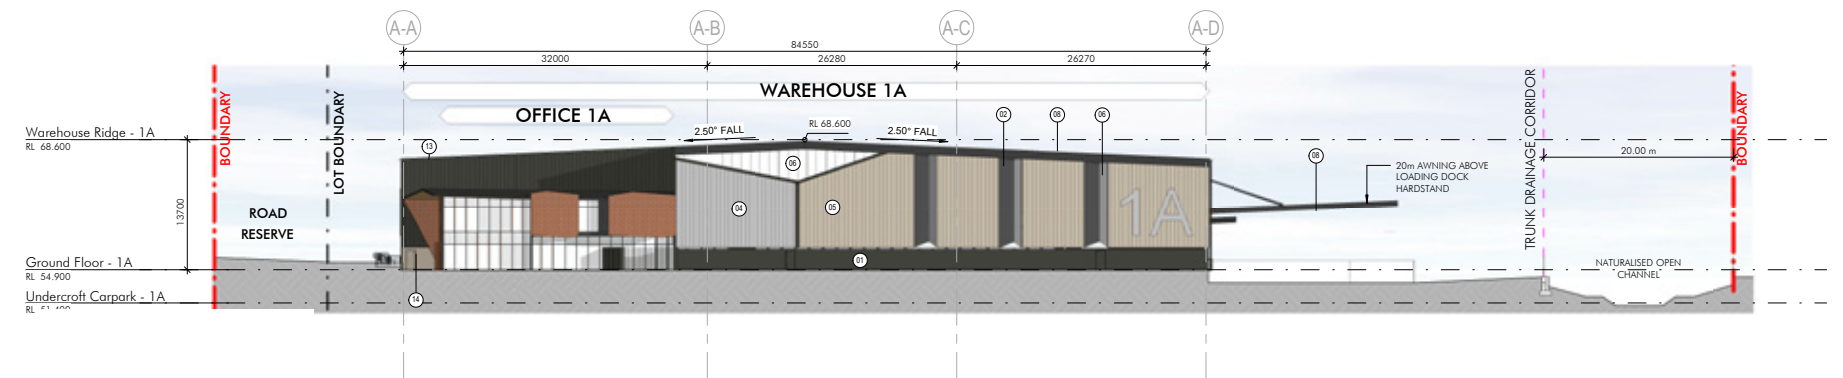 A-A
A-B
A-C
A-D
84550
32000
26280
26270
WAREHOUSE 1A
OFFICE 1A
BOUNDARY
LOT BOUNDARY
TRUNK DRAINAGE CORRIDOR
BOUNDARY
Warehouse Ridge - 1A
RL 68.600
2.50° FALL
RL 68.600
2.50° FALL
02
08
06
13
06
08
20.00 m
20m AWNING ABOVE
LOADING DOCK
HARDSTAND
13700
ROAD
RESERVE
04
05
1A
Ground Floor - 1A
RL 54.900
01
NATURALISED OPEN
CHANNEL
Undercroft Carpark - 1A
14
RL